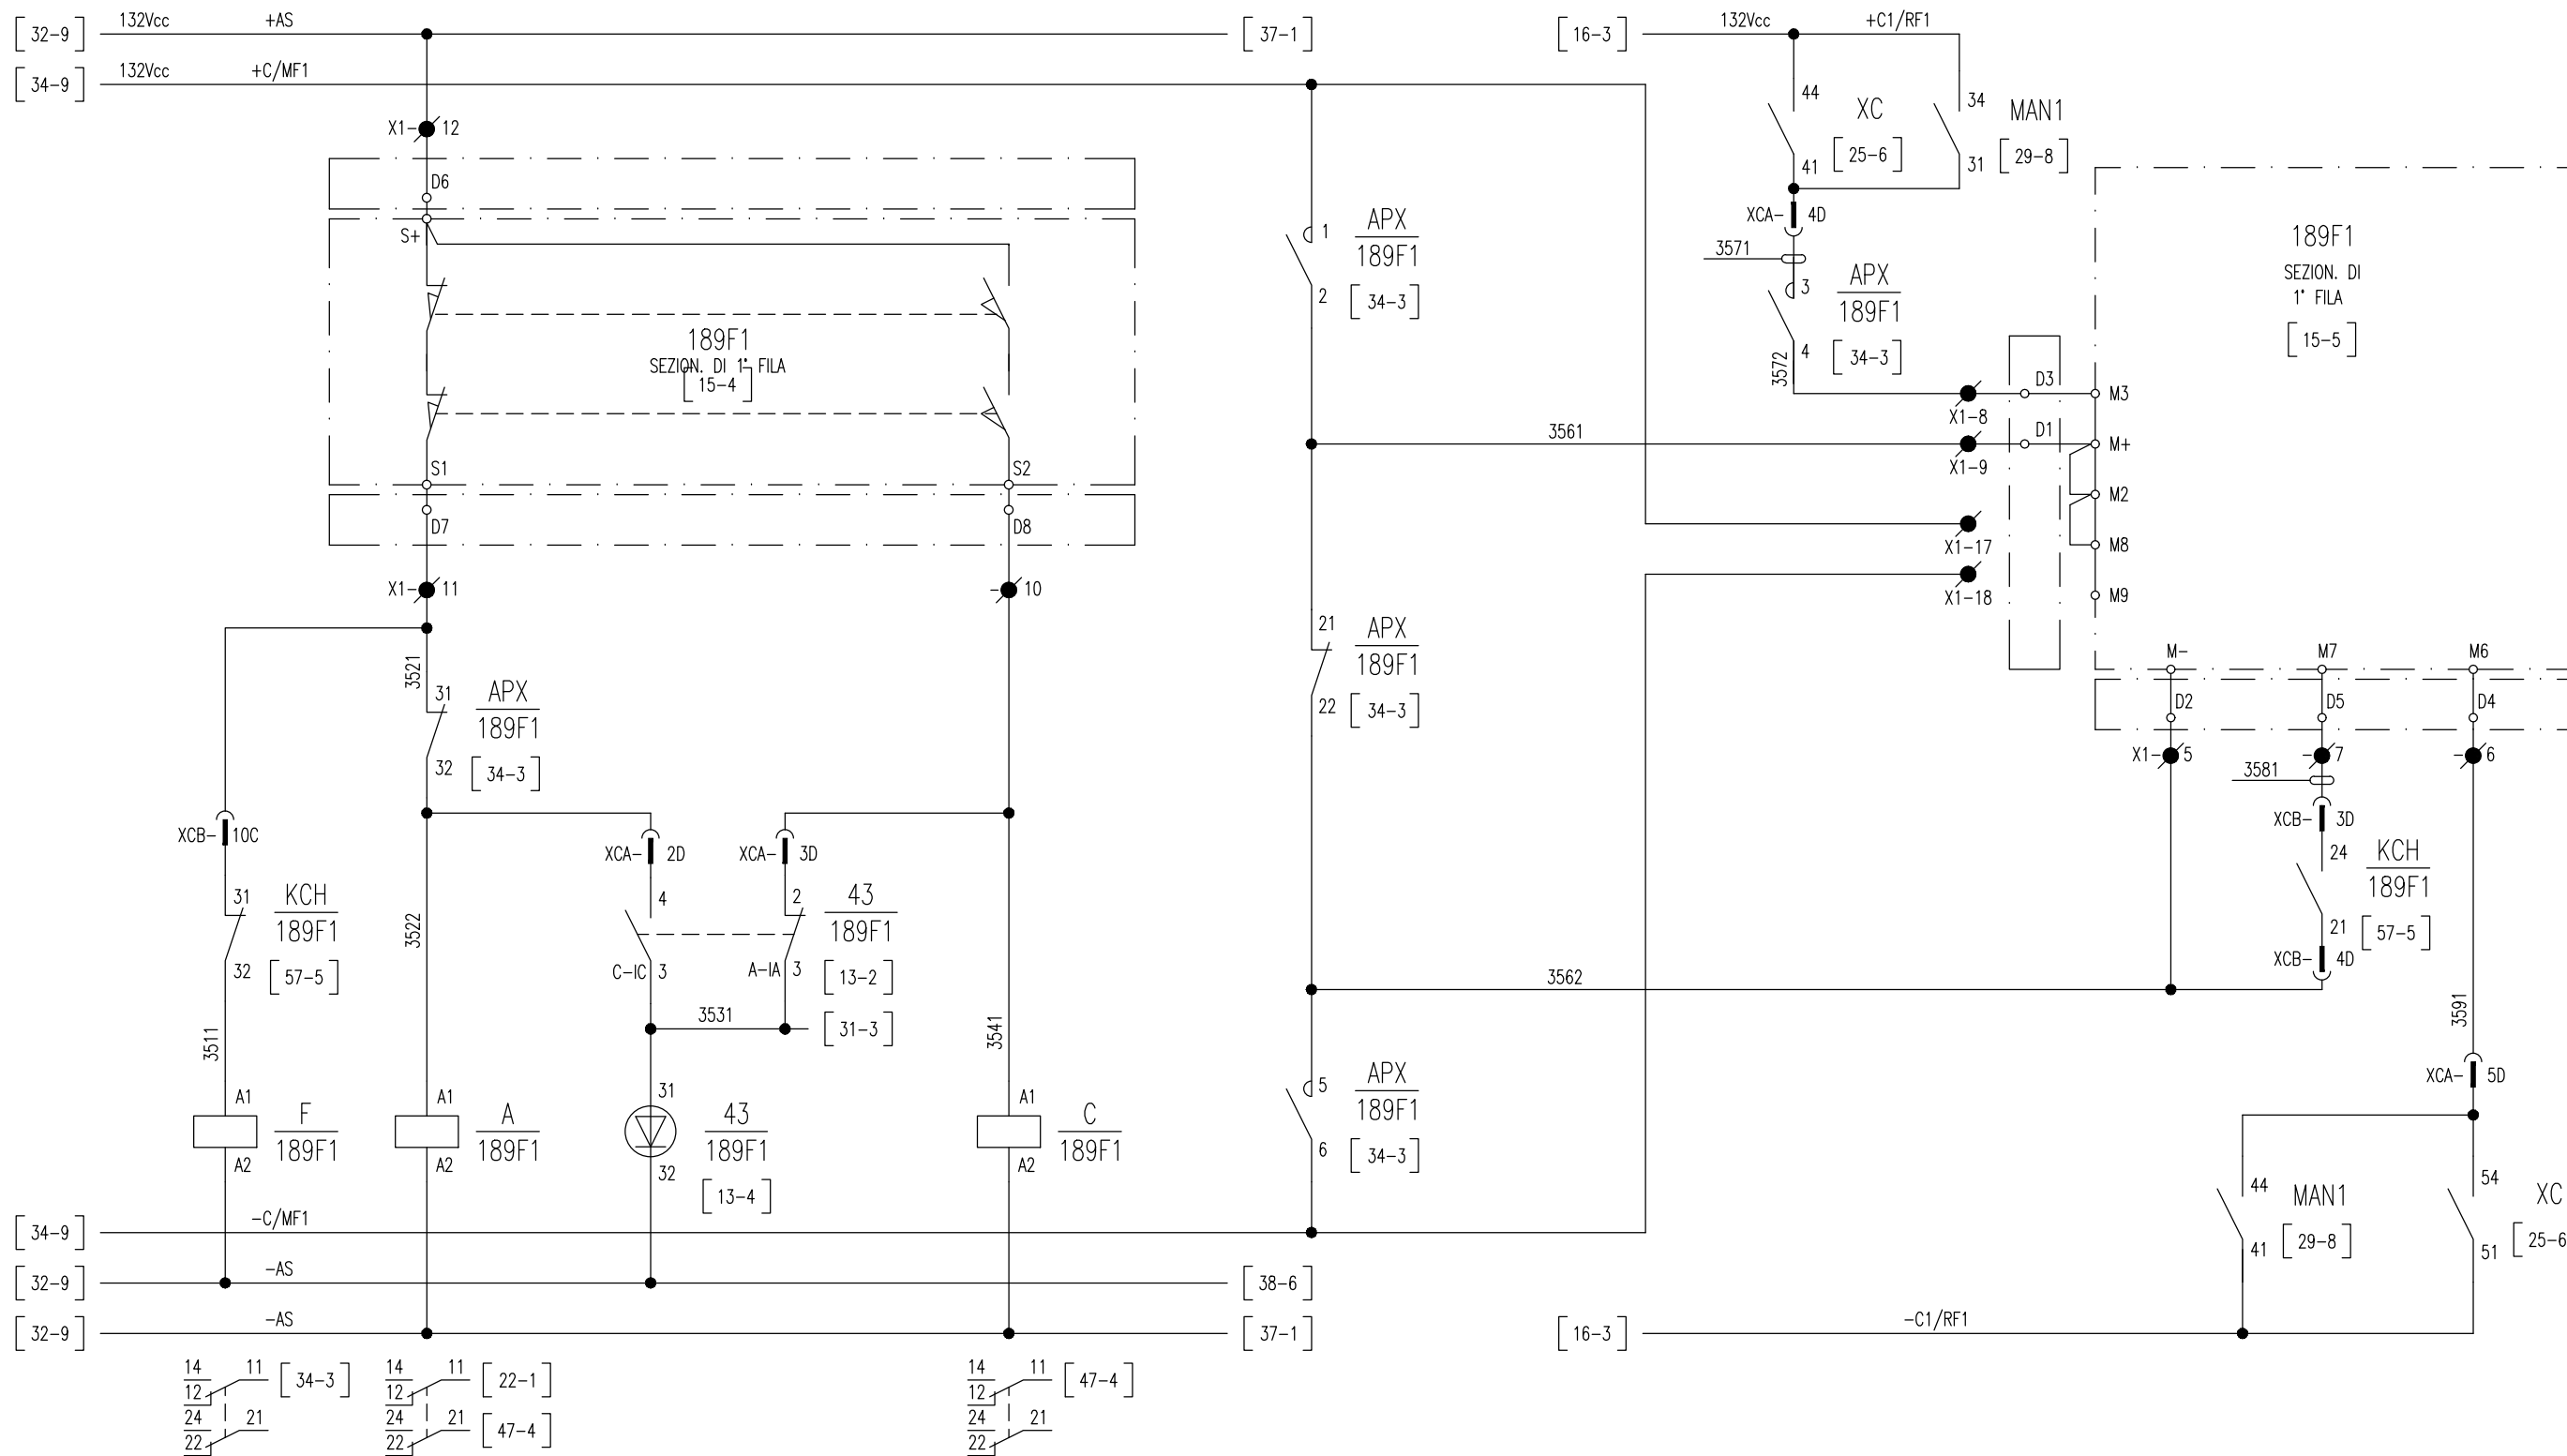 [32-9] 132Vcc +AS [37-1] [16-3] 132Vcc +C1/RF1
[34-9] 132Vcc +C/MF1
44 XC 34 MAN1
[25-6] [29-8]
41 31
X1- 12
D6
S+
XCA- 4D
3571
1 APX
189F1
2 [34-3]
3 APX
189F1
4 [34-3]
3572
189F1
SEZION. DI
1° FILA
[15-5]
189F1
SEZION. DI 1° FILA
[15-4]
D3 M3
X1-8
3561 D1 M+
X1-9
M2
X1-17 M8
X1-18 M9
S1 S2
D7 D8
X1- 11 - 10
3521
31 APX
189F1
32 [34-3]
21 APX
189F1
22 [34-3]
M- M7 M6
D2 D5 D4
X1- 5 - 7 - 6
3581
XCB- 3D
24 KCH
189F1
21 [57-5]
XCB- 4D
XCB- 10C
XCA- 2D
XCA- 3D
31 KCH
189F1
32 [57-5]
3522
4 2 43
189F1
C-IC 3 A-IA 3 [13-2]
3531 [31-3]
3541
3511
3562
3591
XCA- 5D
A1 F
189F1
A2
A1 A
189F1
A2
31 43
189F1
32 [13-4]
A1 C
189F1
A2
5 APX
189F1
6 [34-3]
44 MAN1
41 [29-8]
54 XC
51 [25-6
[34-9] -C/MF1
[32-9] -AS [38-6]
[32-9] -AS [37-1] [16-3] -C1/RF1
14 11 [34-3] 14 11 [22-1] 14 11 [47-4]
12 12 12
24 21 24 21 [47-4] 24 21
22 22 22